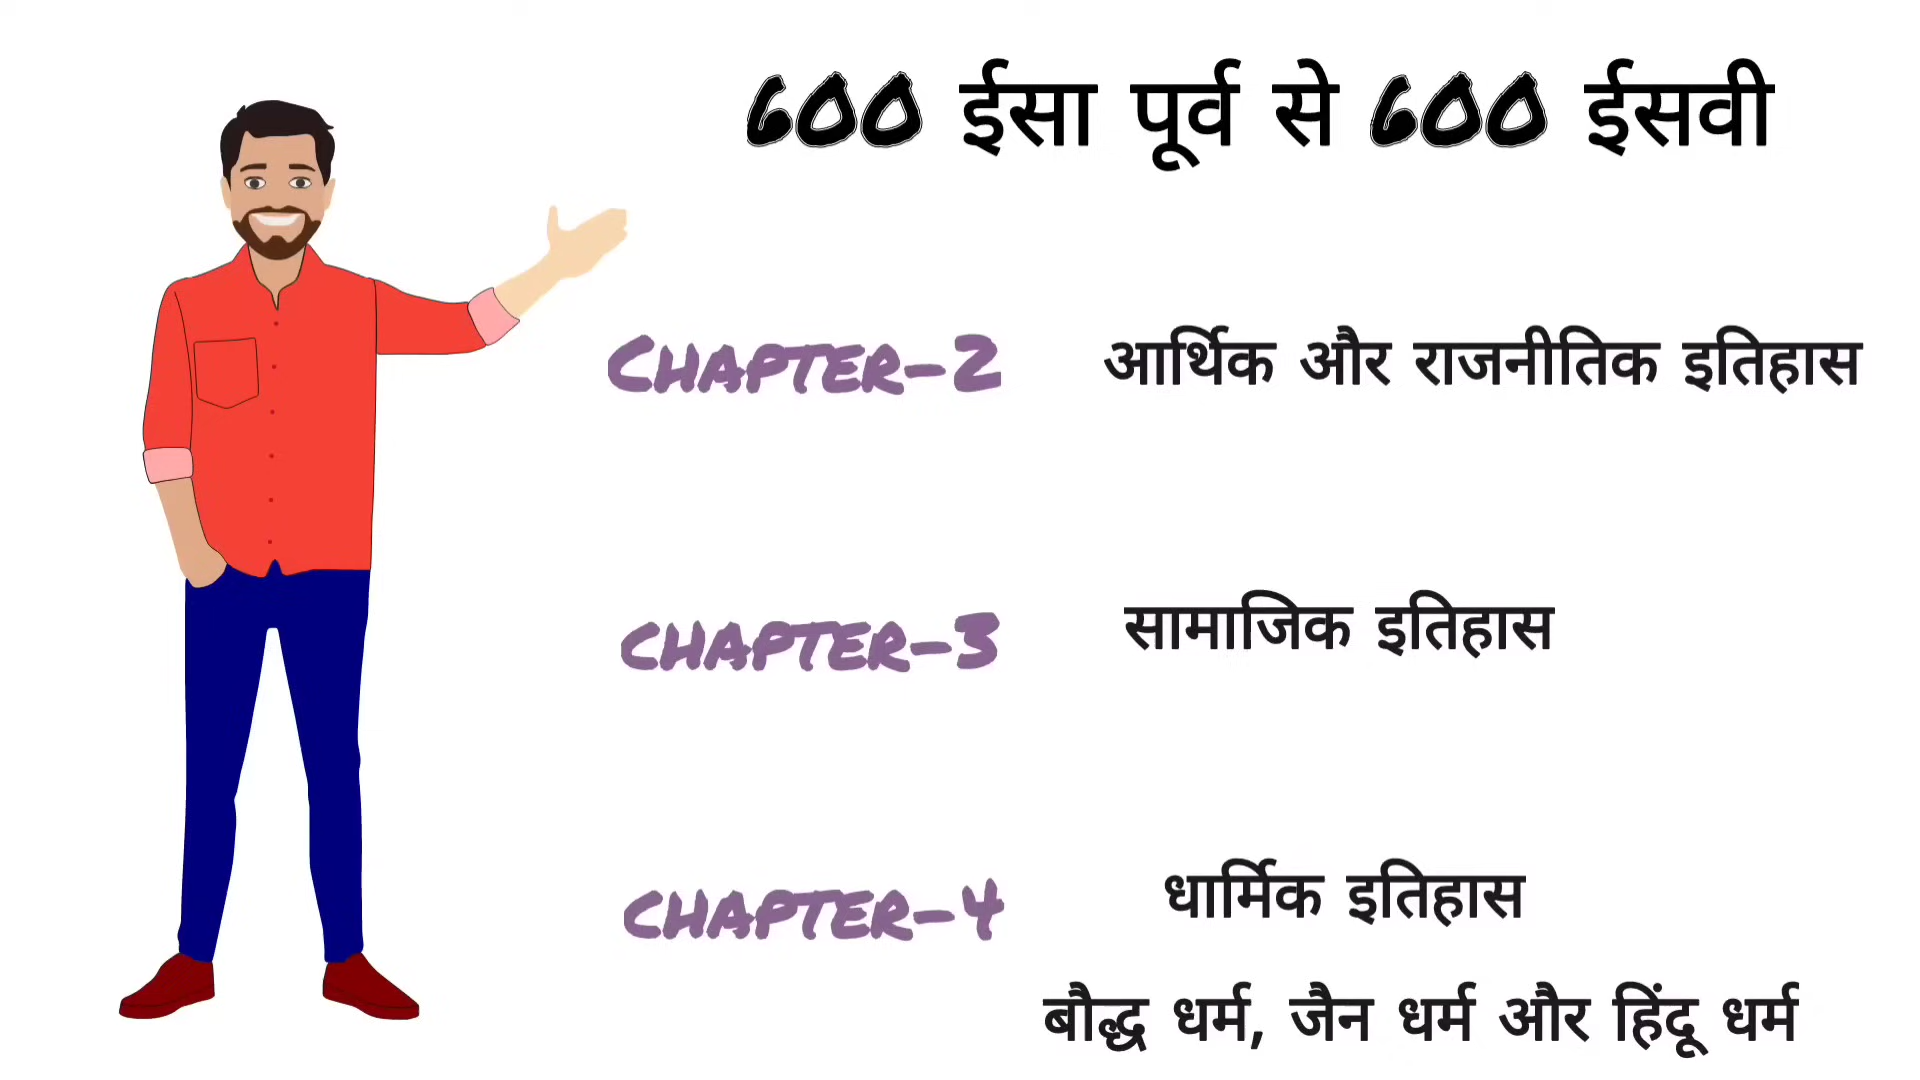 600 ईसा पूर्व से 600 ईसवी
Chapter-2 आर्थिक और राजनीतिक इतिहास
chapter-3 सामाजिक इतिहास
chapter-4 धार्मिक इतिहास
बौद्ध धर्म, जैन धर्म और हिंदू धर्म